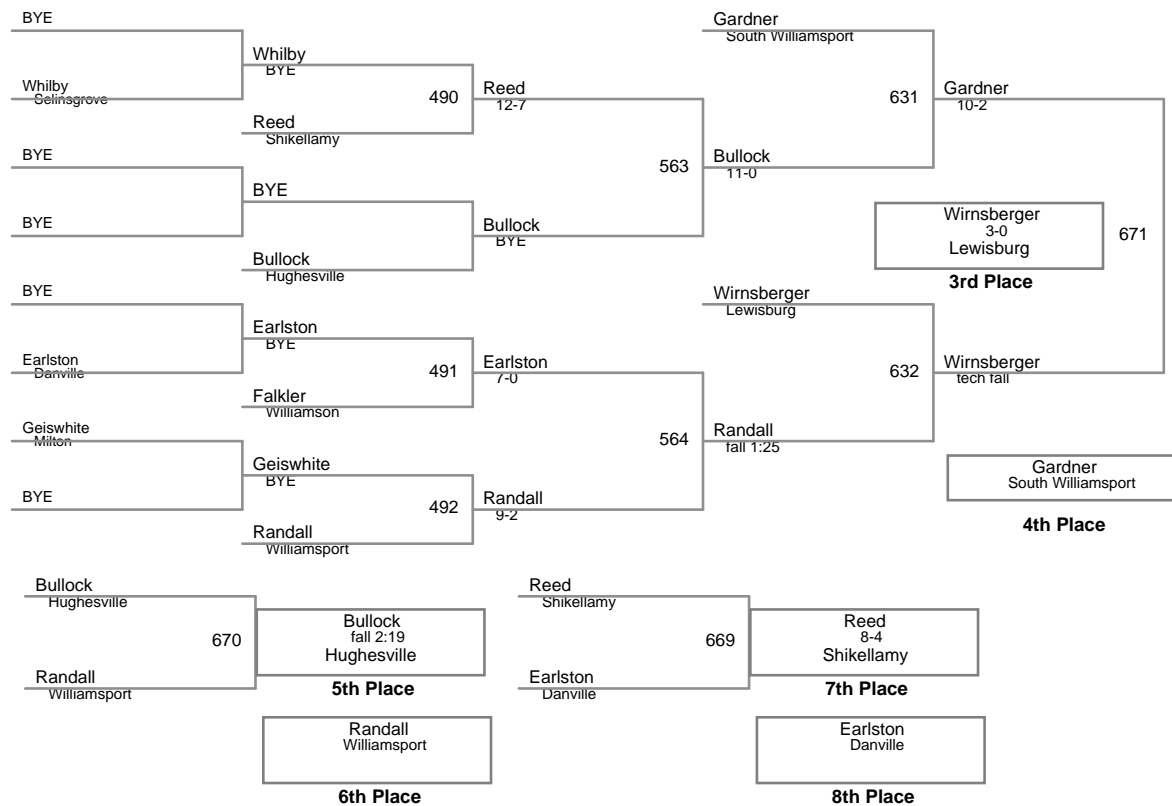 BYE
Whilby
Selinsgrove
BYE
BYE
BYE
Earlston
Danville
Geiswhite
Milton
BYE
Whilby
BYE
490
Reed
Shikellamy
BYE
Bullock
Hughesville
Earlston
BYE
491
Falkler
Williamson
Geiswhite
BYE
492
Randall
Williamsport
Reed
12-7
563
Bullock
BYE
Earlston
7-0
564
Randall
9-2
Gardner
South Williamsport
631
Bullock
11-0
Wirnsberger
Lewisburg
632
Randall
fall 1:25
Gardner
10-2
671
Wirnsberger
tech fall
Wirnsberger
3-0
Lewisburg
3rd Place
Gardner
South Williamsport
4th Place
Bullock
Hughesville
670
Randall
Williamsport
Bullock
fall 2:19
Hughesville
5th Place
Randall
Williamsport
6th Place
Reed
Shikellamy
669
Earlston
Danville
Reed
8-4
Shikellamy
7th Place
Earlston
Danville
8th Place